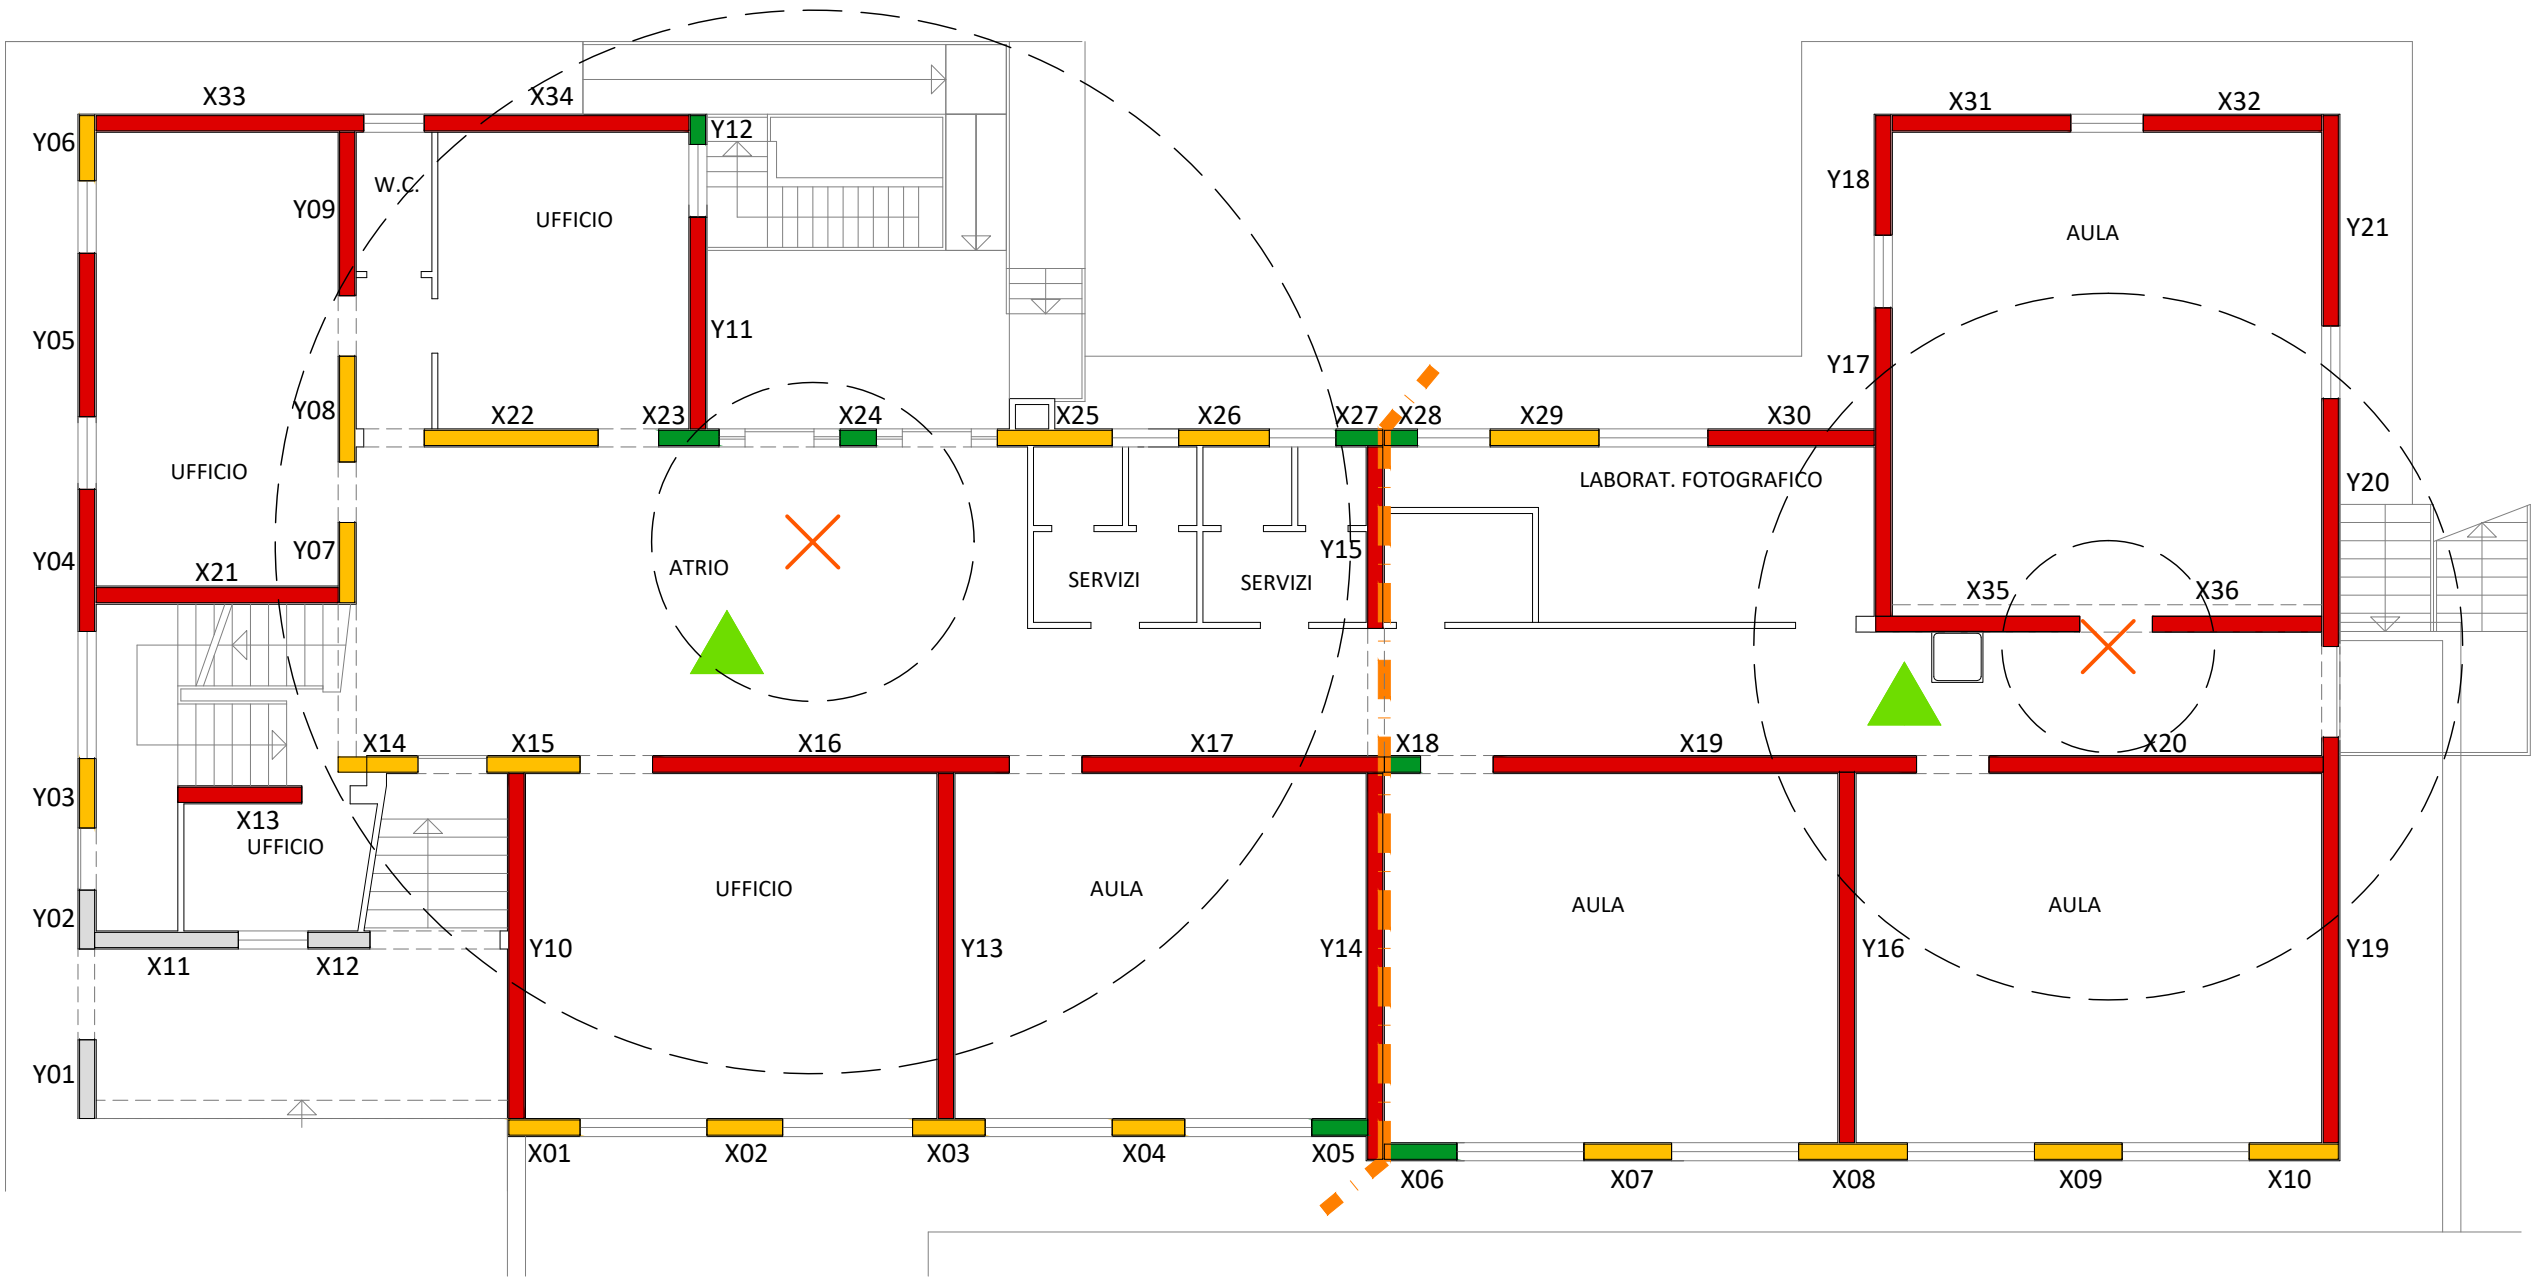 X33
X34
X31
X32
Y06
Y12
W.C.
Y18
Y09
UFFICIO
Y21
AULA
Y05
Y11
Y17
Y08
X22
X23
X24
X25
X26
X27
X28
X29
X30
UFFICIO
LABORAT. FOTOGRAFICO
Y20
Y04
Y07
Y15
X21
ATRIO
SERVIZI
SERVIZI
X35
X36
X14
X15
X16
X17
X18
X19
X20
Y03
X13
UFFICIO
UFFICIO
AULA
AULA
AULA
Y02
X11
X12
Y10
Y13
Y14
Y16
Y19
Y01
X01
X02
X03
X04
X05
X06
X07
X08
X09
X10